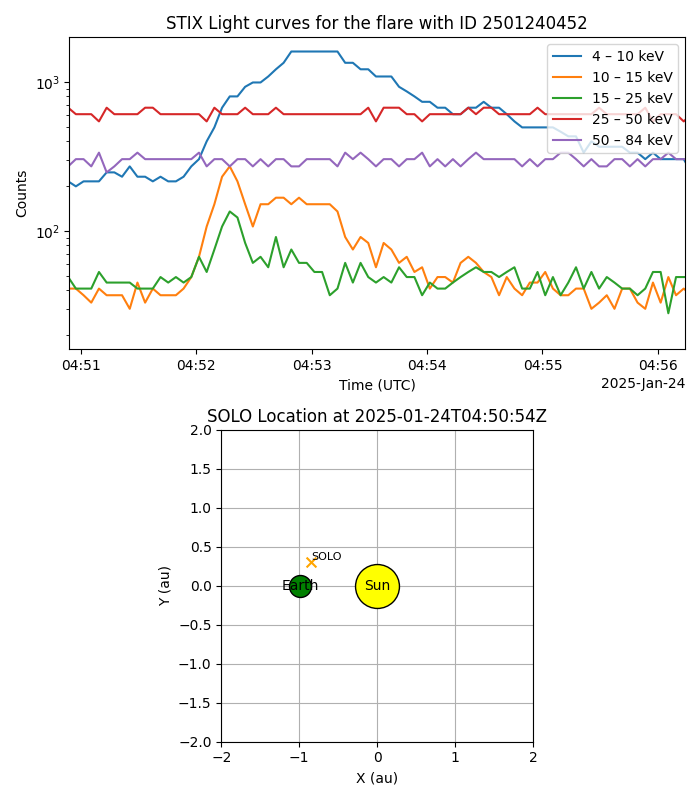 STIX Light curves for the flare with ID 2501240452
4 – 10 keV
10 – 15 keV
15 – 25 keV
25 – 50 keV
50 – 84 keV
10³
10²
Counts
04:51 04:52 04:53 04:54 04:55 04:56
Time (UTC)
2025-Jan-24
SOLO Location at 2025-01-24T04:50:54Z
2.0
1.5
1.0
0.5
0.0
−0.5
−1.0
−1.5
−2.0
Y (au)
SOLO
Earth
Sun
−2 −1 0 1 2
X (au)